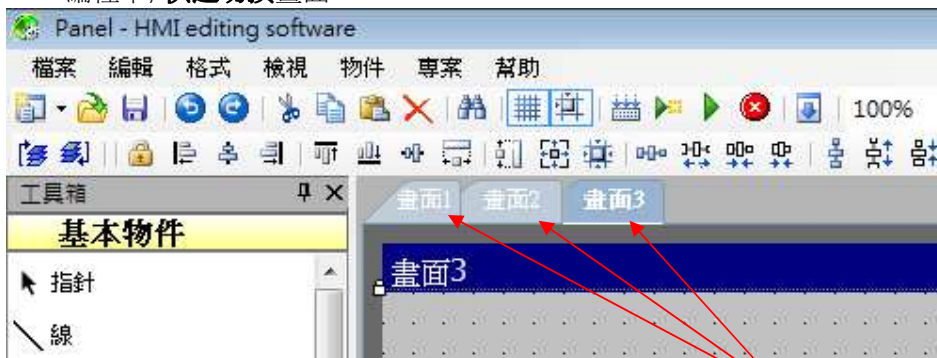 Panel - HMI editing software
檔案 編輯 格式 檢視 物件 專案 幫助
100%
工具箱
畫面1 畫面2 畫面3
基本物件
畫面3
指針
線